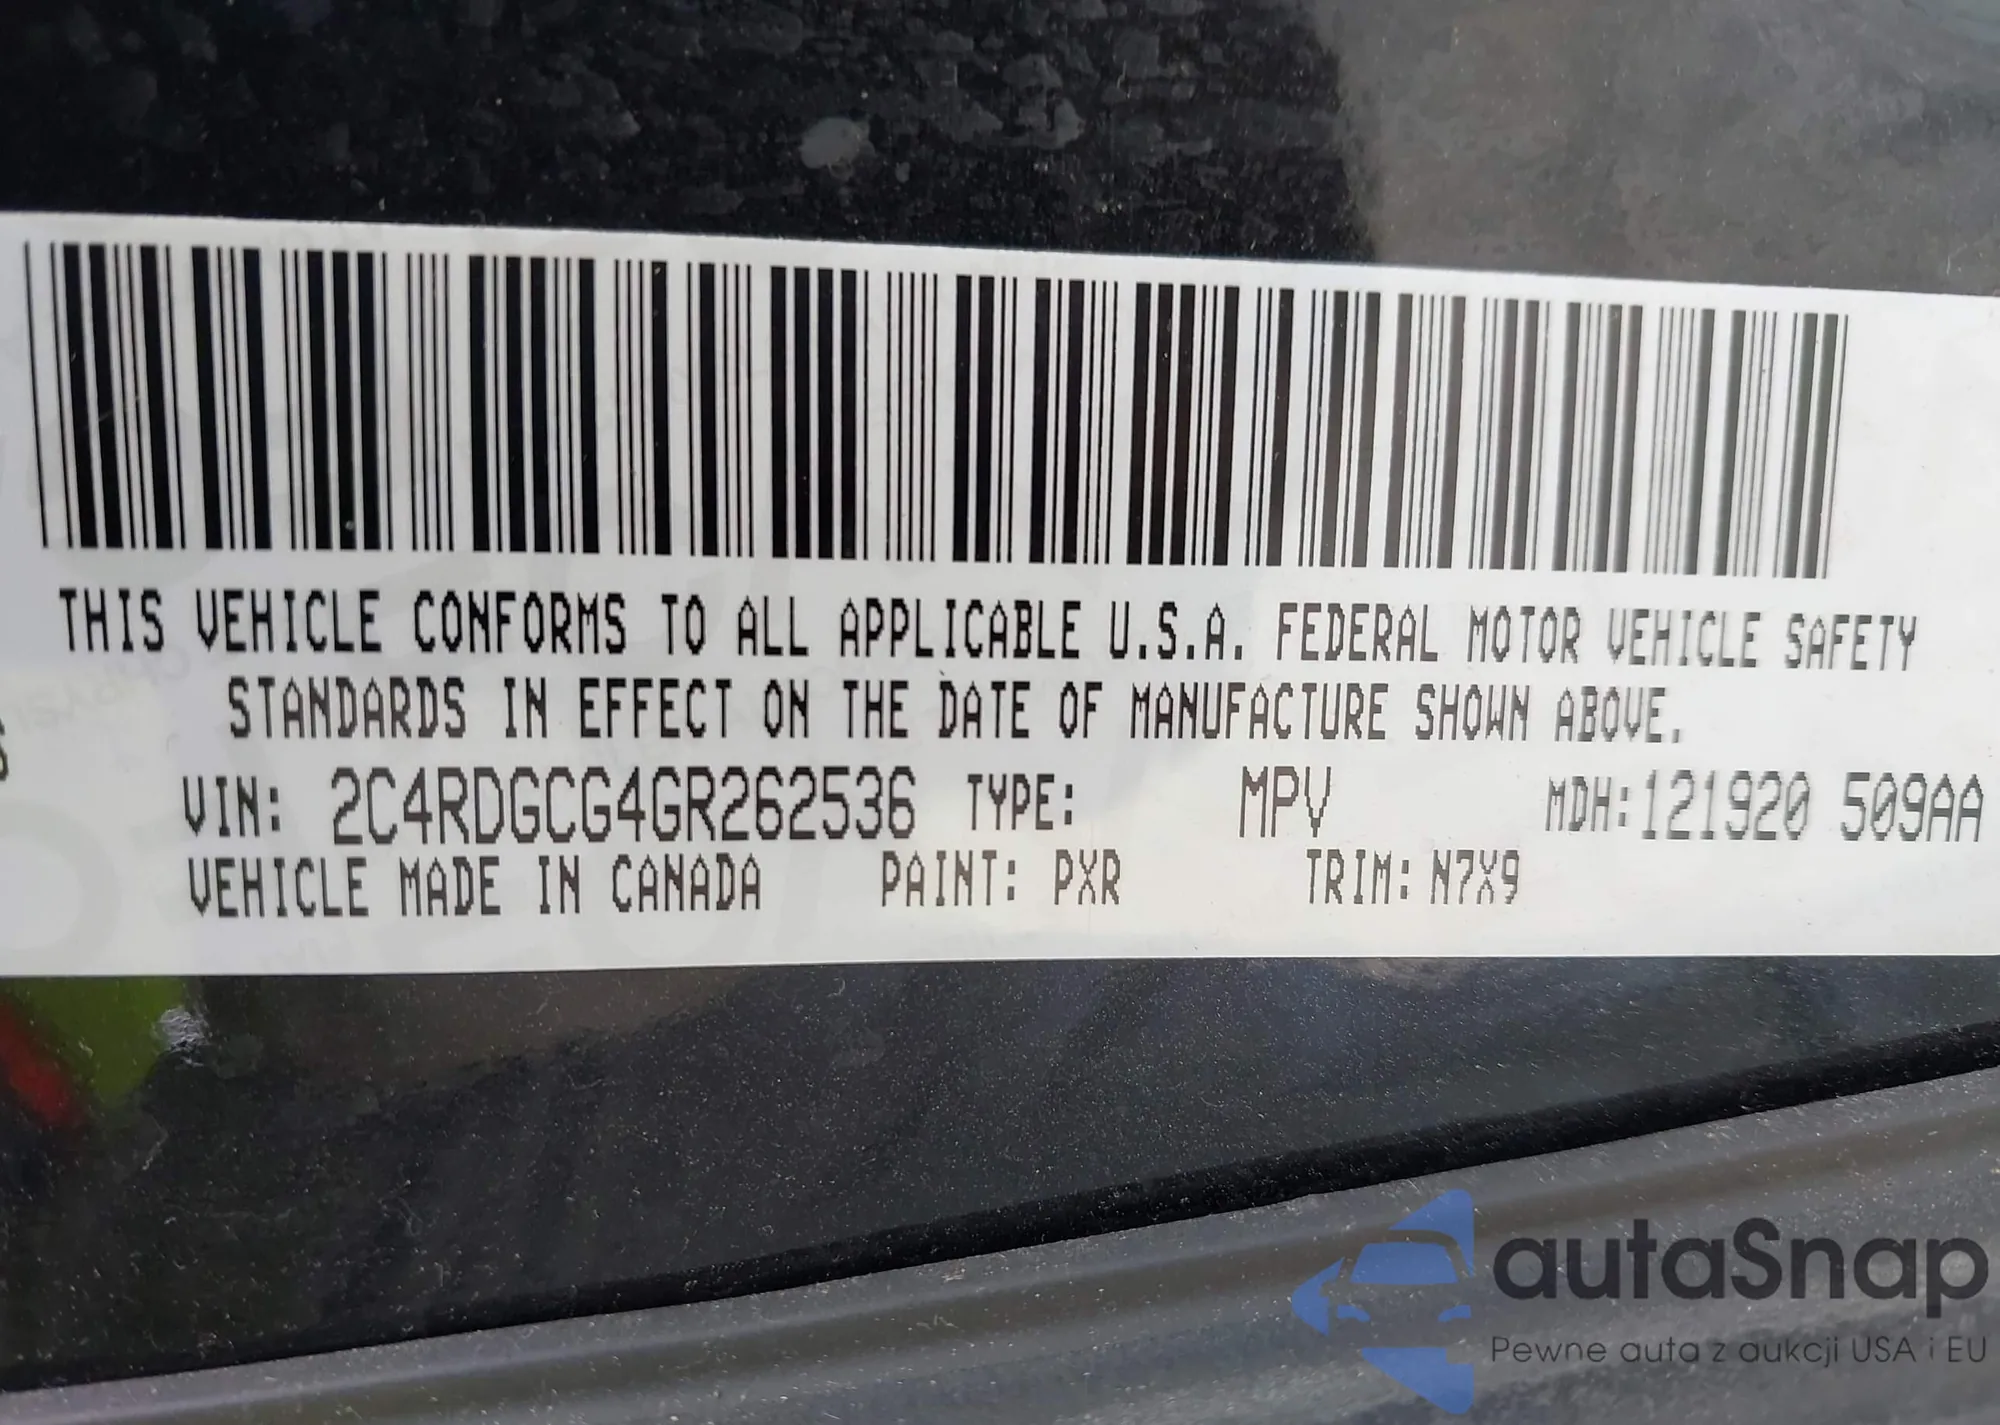 THIS VEHICLE CONFORMS TO ALL APPLICABLE U.S.A. FEDERAL MOTOR VEHICLE SAFETY
STANDARDS IN EFFECT ON THE DATE OF MANUFACTURE SHOWN ABOVE.
VIN: 2C4RDGCG4GR262536 TYPE: MPV MDH:121920 509AA
VEHICLE MADE IN CANADA PAINT: PXR TRIM: N7X9
autaSnap
Pewne auta z aukcji USA i EU